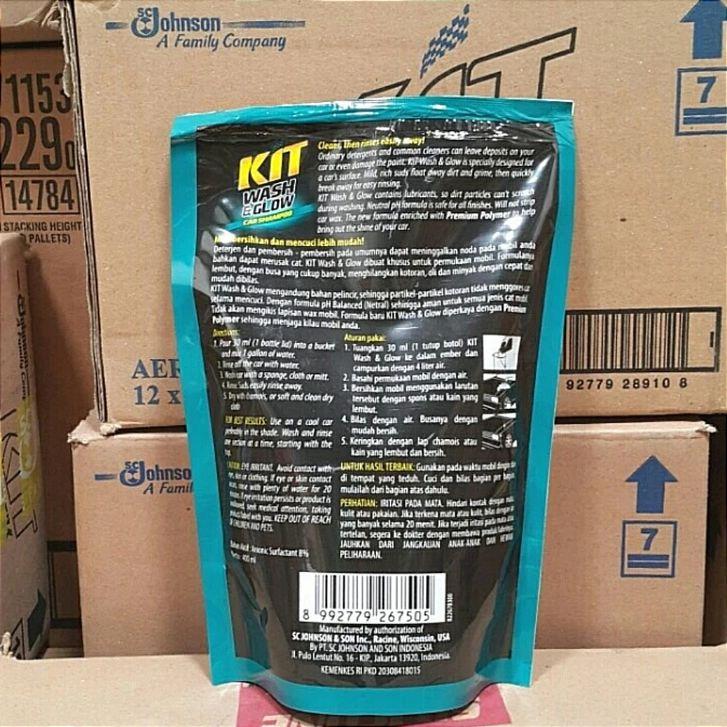 SC Johnson
A Family Company
1153
229
14784
STACKING HEIGHT
PALLETS)
7
KIT
WASH
& GLOW
CAR SHAMPOO
Cleans, Then rinses easily away!
Ordinary detergents and common cleaners can leave deposits on your
car or even damage the paint. KIT Wash & Glow is specially designed for
a car's surface. Mild, rich suds float away dirt and grime, then quickly
break away for easy rinsing.
KIT Wash & Glow contains lubricants, so dirt particles can't scratch
during washing. Neutral pH formula is safe for all finishes. Will not strip
car wax. The new formula enriched with Premium Polymer to help
bring out the shine of your car.
Membersihkan dan mencuci lebih mudah!
Deterjen dan pembersih - pembersih pada umumnya dapat meninggalkan noda pada mobil anda
bahkan dapat merusak cat. KIT Wash & Glow dibuat khusus untuk permukaan mobil. Formulanya
lembut, dengan busa yang cukup banyak, menghilangkan kotoran, oli dan minyak dengan cepat dan
mudah dibilas.
KIT Wash & Glow mengandung bahan pelincir, sehingga partikel-partikel kotoran tidak menggores cat
selama mencuci. Dengan formula pH Balanced (Netral) sehingga aman untuk semua jenis cat mobil.
Tidak akan mengikis lapisan wax mobil. Formula baru KIT Wash & Glow diperkaya dengan Premium
Polymer sehingga menjaga kilau mobil anda.
Directions:
1. Pour 30 ml (1 bottle lid) into a bucket
and mix 1 gallon of water.
2. Rinse off the car with water.
3. Wash car with a sponge, cloth or mitt.
4. Rinse. Suds easily rinse away.
5. Dry with chamois, or soft and clean dry
cloth
FOR BEST RESULTS: Use on a cool car
preferably in the shade. Wash and rinse
one section at a time, starting with the
top.
CAUTION: EYE IRRITANT. Avoid contact with
eyes, skin or clothing. If eye or skin contact
occurs, rinse with plenty of water for 20
minutes. If eye irritation persists or product is
swallowed, seek medical attention, taking
product label with you. KEEP OUT OF REACH
OF CHILDREN AND PETS.
Bahan Aktif : Anionic Surfactant 8%
Netto: 400 ml
Aturan pakai:
1. Tuangkan 30 ml (1 tutup botol) KIT
Wash & Glow ke dalam ember dan
campurkan dengan 4 liter air.
2. Basahi permukaan mobil dengan air.
3. Bersihkan mobil menggunakan larutan
tersebut dengan spons atau kain yang
lembut.
4. Bilas dengan air. Busanya dengan
mudah bersih.
5. Keringkan dengan lap chamois atau
kain yang lembut dan bersih.
UNTUK HASIL TERBAIK: Gunakan pada waktu mobil dingin dan
di tempat yang teduh. Cuci dan bilas bagian per bagian,
mulailah dari bagian atas dahulu.
PERHATIAN: IRITASI PADA MATA. Hindari kontak dengan mata,
kulit atau pakaian. Jika terkena mata atau kulit, bilas dengan air
yang banyak selama 20 menit. Jika terjadi iritasi pada mata atau
tertelan, segera ke dokter dengan membawa produk labelnya.
JAUHKAN DARI JANGKAUAN ANAK-ANAK DAN HEWAN
PELIHARAAN.
8 992779 267505
Manufactured by authorization of
SC JOHNSON & SON Inc., Racine, Wisconsin, USA
By PT. SC JOHNSON AND SON INDONESIA
Jl. Pulo Lentut No. 16 - KIP, Jakarta 13920, Indonesia.
KEMENKES RI PKD 20308418015
AER
12 x
92779 28910 8
SC Johnso
A Famil
7